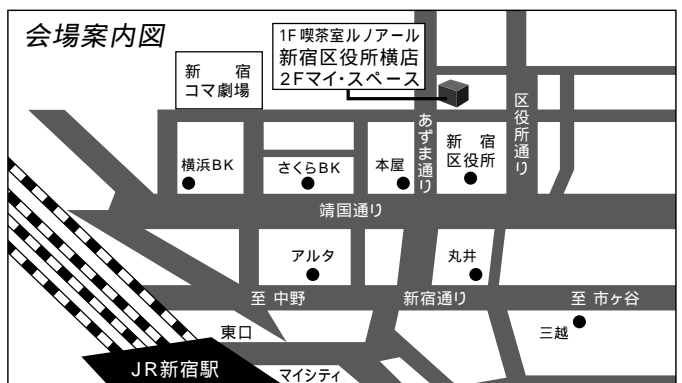 会場案内図
1F喫茶室ルノアール
新宿区役所横店
2Fマイ・スペース
新宿
コマ劇場
あずま通り
区役所通り
横浜BK
さくらBK
本屋
新宿
区役所
靖国通り
アルタ
丸井
至 中野
新宿通り
至 市ヶ谷
東口
三越
JR新宿駅
マイシティ